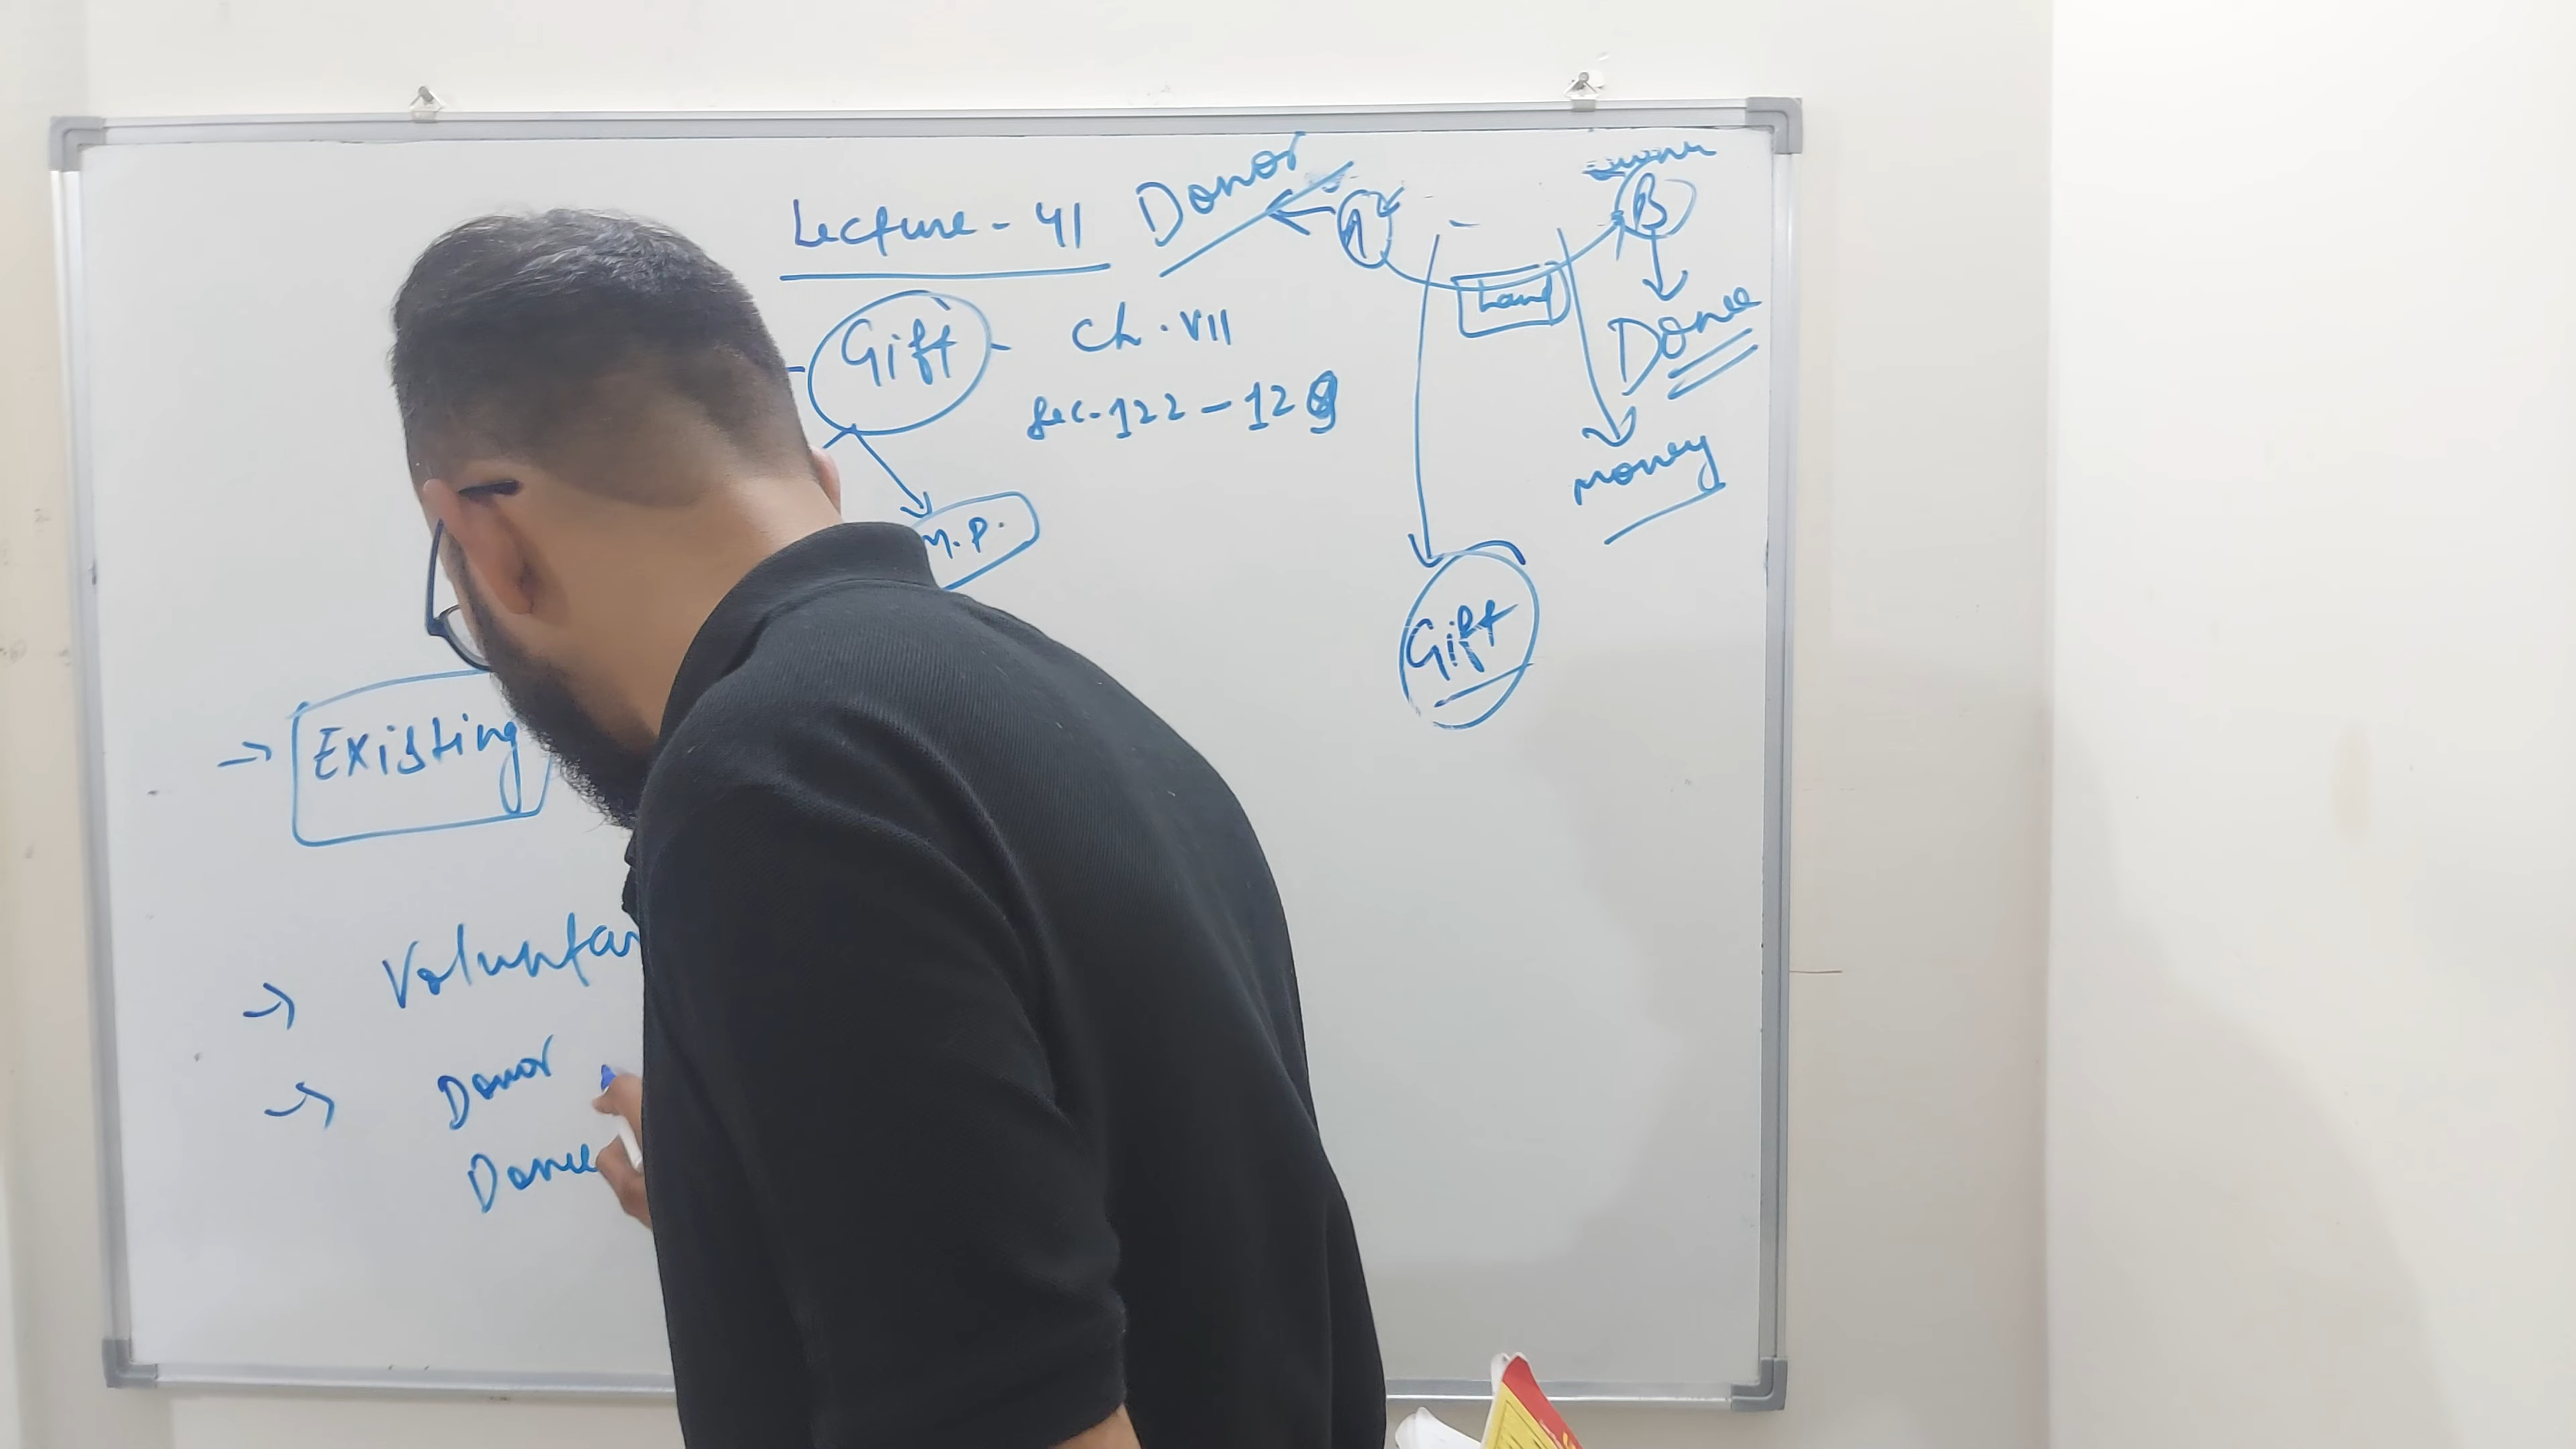 Lecture - 41
Donor
A
B
Land
Donee
money
Gift
Ch. VII
Sec. 122 - 129
M.P.
Gift
Existing
Voluntar
Donor
Donee